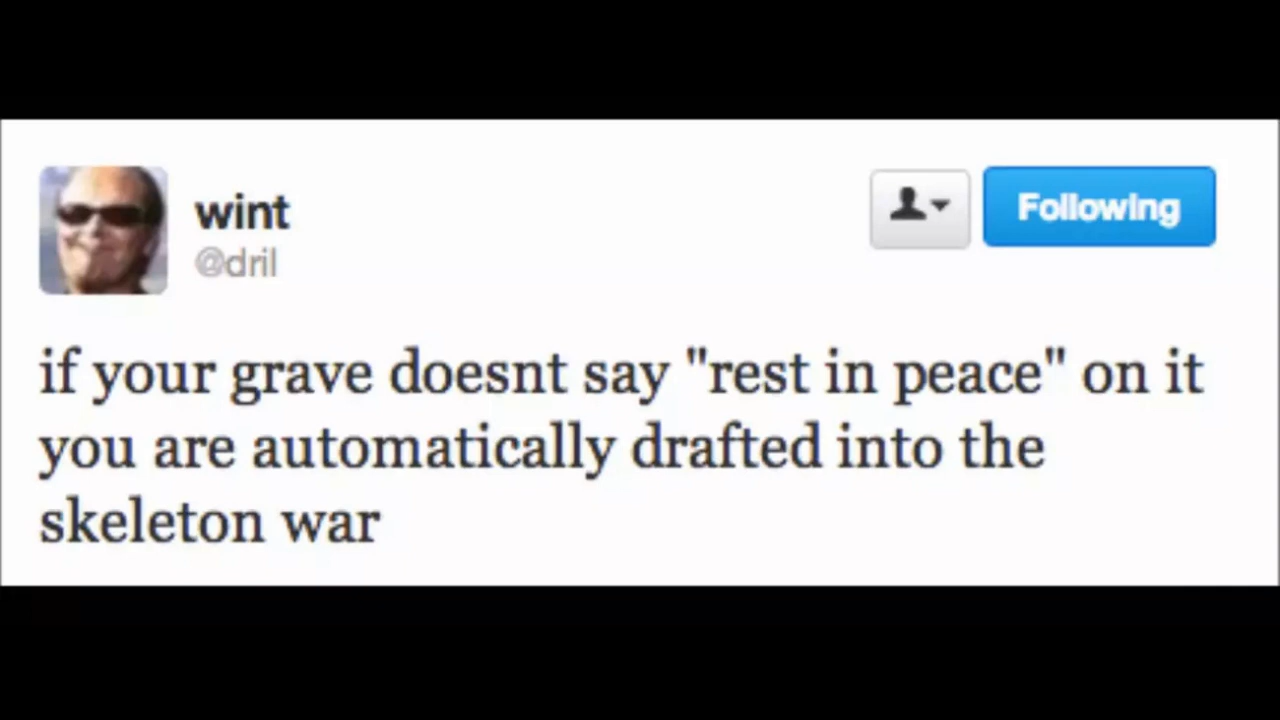 wint
@dril
Following
if your grave doesnt say "rest in peace" on it
you are automatically drafted into the
skeleton war